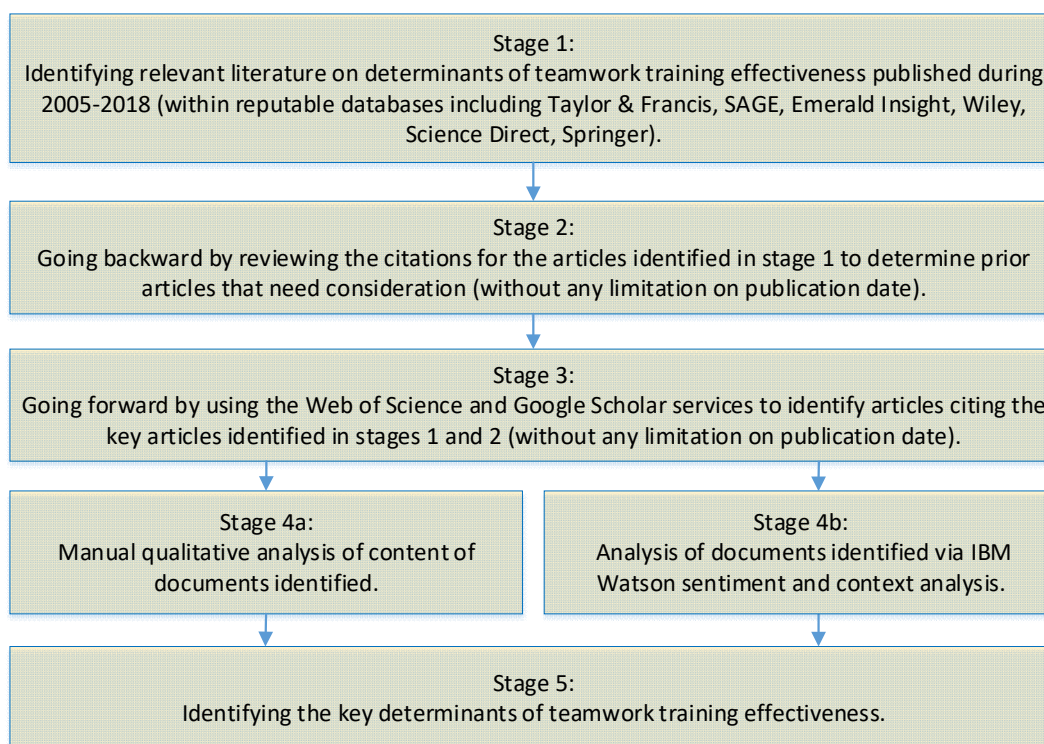 Stage 1:
Identifying relevant literature on determinants of teamwork training effectiveness published during
2005-2018 (within reputable databases including Taylor & Francis, SAGE, Emerald Insight, Wiley,
Science Direct, Springer).
Stage 2:
Going backward by reviewing the citations for the articles identified in stage 1 to determine prior
articles that need consideration (without any limitation on publication date).
Stage 3:
Going forward by using the Web of Science and Google Scholar services to identify articles citing the
key articles identified in stages 1 and 2 (without any limitation on publication date).
Stage 4a:
Manual qualitative analysis of content of
documents identified.
Stage 4b:
Analysis of documents identified via IBM
Watson sentiment and context analysis.
Stage 5:
Identifying the key determinants of teamwork training effectiveness.